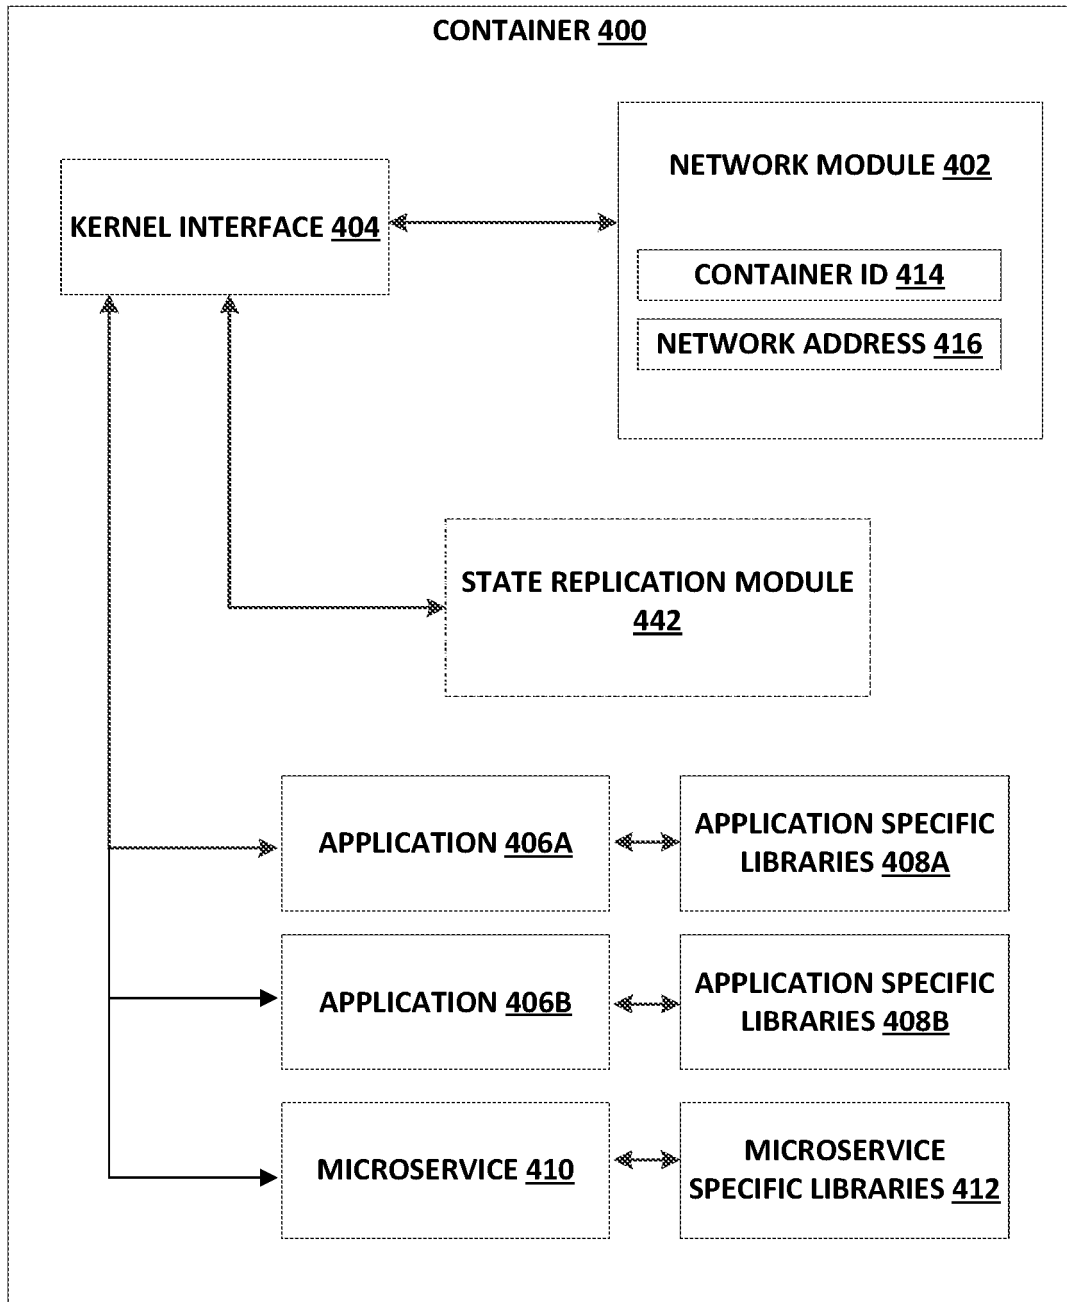 CONTAINER 400
NETWORK MODULE 402
KERNEL INTERFACE 404
CONTAINER ID 414
NETWORK ADDRESS 416
STATE REPLICATION MODULE
442
APPLICATION 406A
APPLICATION SPECIFIC
LIBRARIES 408A
APPLICATION 406B
APPLICATION SPECIFIC
LIBRARIES 408B
MICROSERVICE 410
MICROSERVICE
SPECIFIC LIBRARIES 412